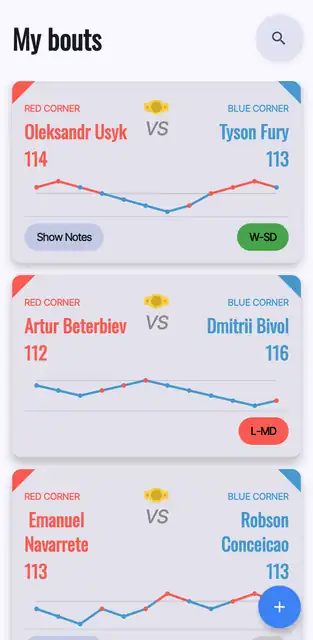 My bouts
RED CORNER
BLUE CORNER
Oleksandr Usyk
VS
Tyson Fury
114
113
Show Notes
W-SD
RED CORNER
BLUE CORNER
Artur Beterbiev
VS
Dmitrii Bivol
112
116
L-MD
RED CORNER
BLUE CORNER
Emanuel
Navarrete
VS
Robson
Conceicao
113
113
+